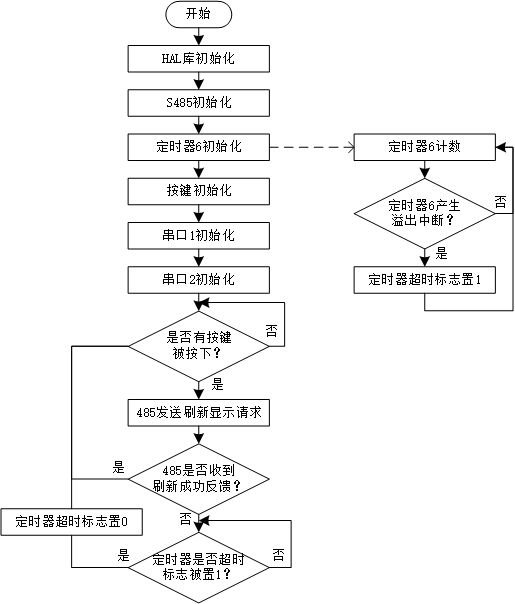 开始
HAL库初始化
S485初始化
定时器6初始化
定时器6计数
按键初始化
定时器6产生
溢出中断？
否
是
串口1初始化
串口2初始化
定时器超时标志置1
是否有按键
被按下？
否
是
485发送刷新显示请求
485是否收到
刷新成功反馈？
是
否
定时器超时标志置0
定时器是否超时
标志被置1？
是
否